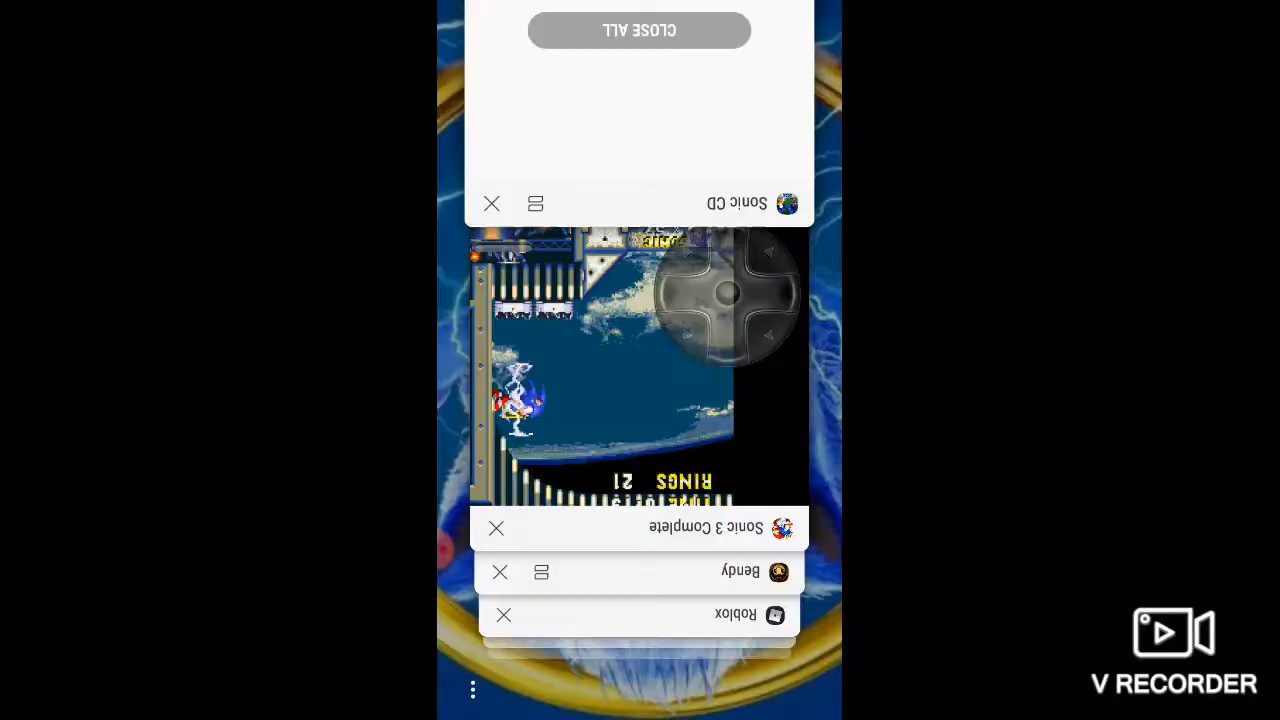 Roblox
Bendy
Sonic 3 Complete
RINGS 21
Sonic CD
CLOSE ALL
V RECORDER